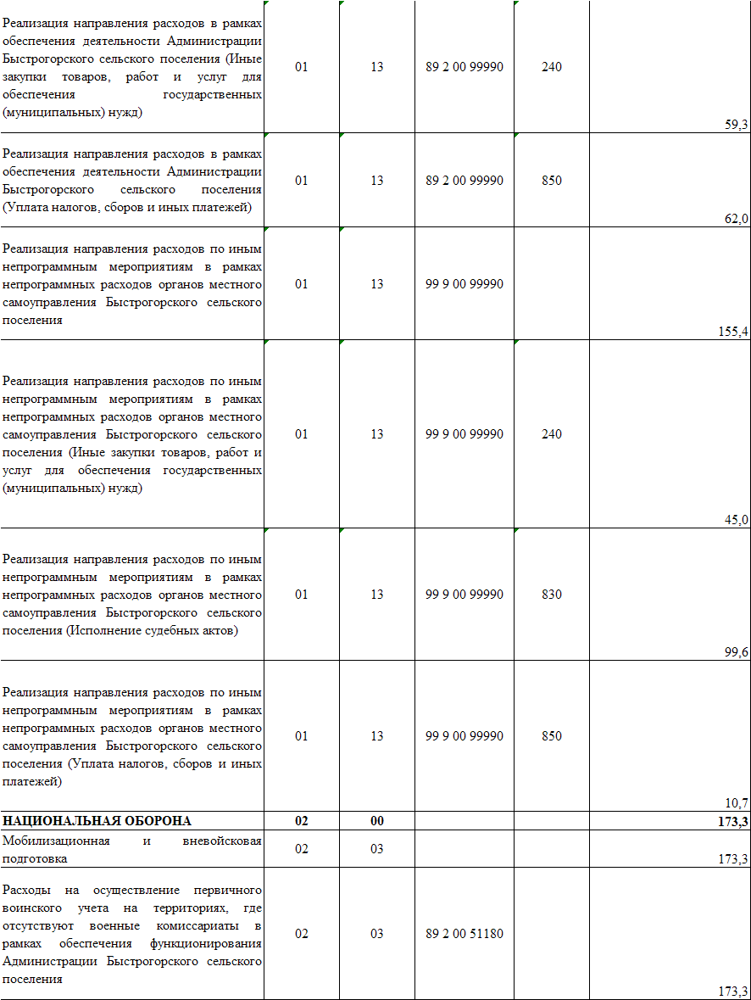 Реализация направления расходов в рамках
обеспечения деятельности Администрации
Быстрогорского сельского поселения (Иные
закупки товаров, работ и услуг для
обеспечения государственных
(муниципальных) нужд)
01 13 89 2 00 99990 240
59,3
Реализация направления расходов в рамках
обеспечения деятельности Администрации
Быстрогорского сельского поселения
(Уплата налогов, сборов и иных платежей)
01 13 89 2 00 99990 850
62,0
Реализация направления расходов по иным
непрограммным мероприятиям в рамках
непрограммных расходов органов местного
самоуправления Быстрогорского сельского
поселения
01 13 99 9 00 99990
155,4
Реализация направления расходов по иным
непрограммным мероприятиям в рамках
непрограммных расходов органов местного
самоуправления Быстрогорского сельского
поселения (Иные закупки товаров, работ и
услуг для обеспечения государственных
(муниципальных) нужд)
01 13 99 9 00 99990 240
45,0
Реализация направления расходов по иным
непрограммным мероприятиям в рамках
непрограммных расходов органов местного
самоуправления Быстрогорского сельского
поселения (Исполнение судебных актов)
01 13 99 9 00 99990 830
99,6
Реализация направления расходов по иным
непрограммным мероприятиям в рамках
непрограммных расходов органов местного
самоуправления Быстрогорского сельского
поселения (Уплата налогов, сборов и иных
платежей)
01 13 99 9 00 99990 850
10,7
НАЦИОНАЛЬНАЯ ОБОРОНА 02 00 173,3
Мобилизационная и вневойсковая
подготовка
02 03
173,3
Расходы на осуществление первичного
воинского учета на территориях, где
отсутствуют военные комиссариаты в
рамках обеспечения функционирования
Администрации Быстрогорского сельского
поселения
02 03 89 2 00 51180
173,3